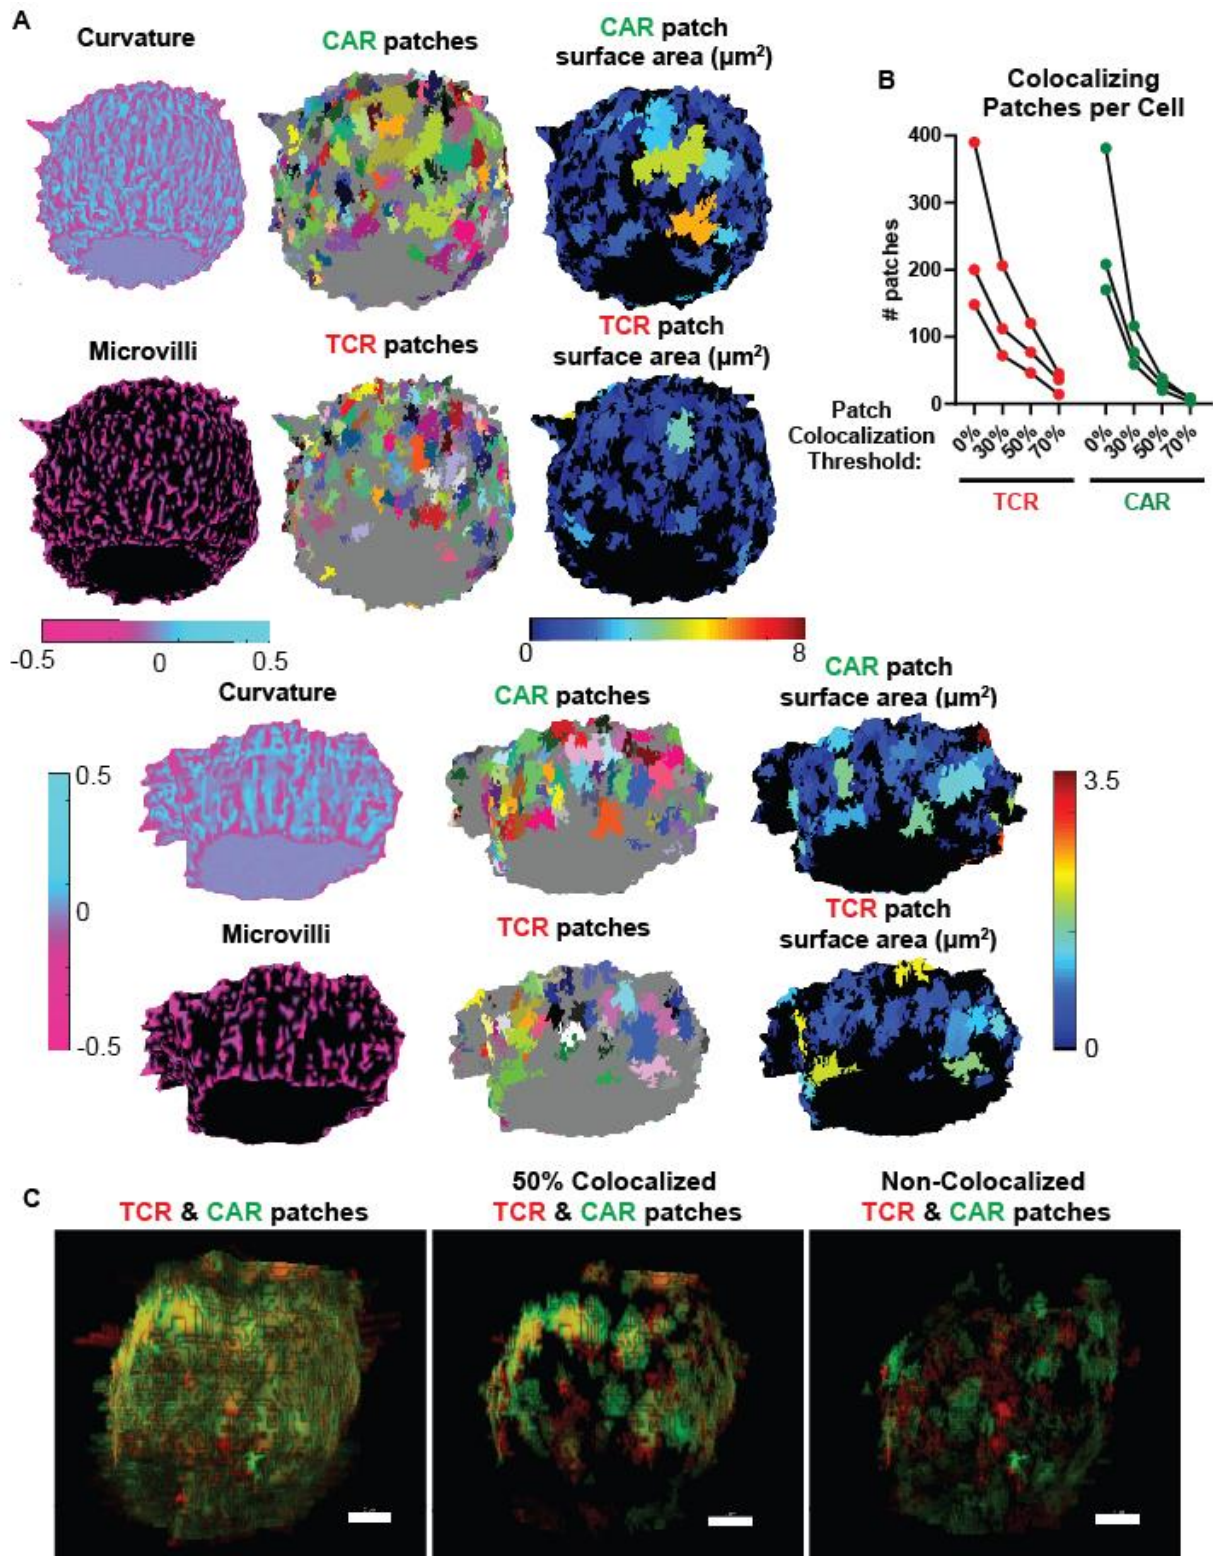 A
Curvature
CAR patches
CAR patch
surface area (µm²)
B
Colocalizing
Patches per Cell
400
300
200
100
0
# patches
Patch
Colocalization
Threshold:
0%
30%
50%
70%
0%
30%
50%
70%
TCR
CAR
Microvilli
TCR patches
TCR patch
surface area (µm²)
-0.5
0
0.5
0
8
Curvature
CAR patches
CAR patch
surface area (µm²)
0.5
0
-0.5
3.5
0
Microvilli
TCR patches
TCR patch
surface area (µm²)
C
TCR & CAR patches
50% Colocalized
TCR & CAR patches
Non-Colocalized
TCR & CAR patches